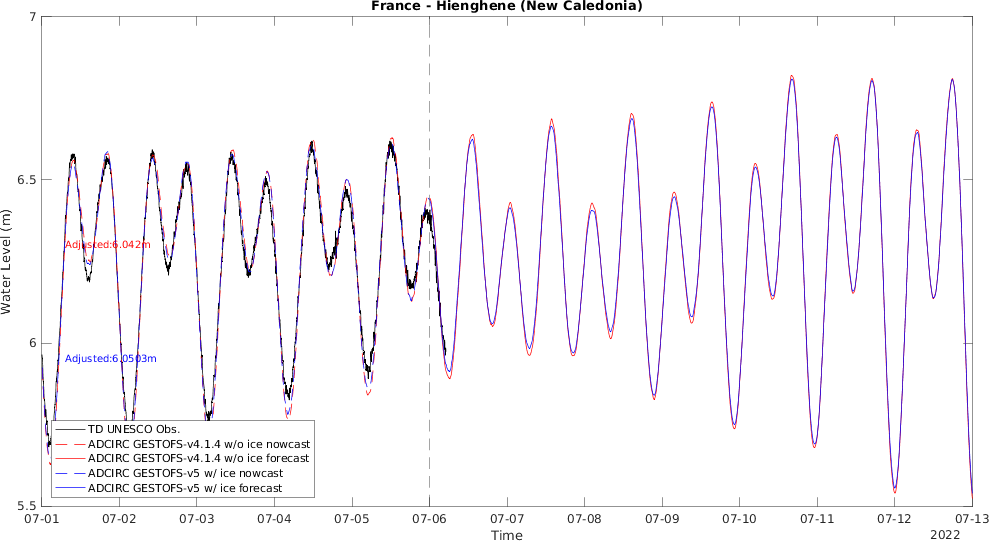 France - Hienghene (New Caledonia)
7
6.5
6
5.5
Water Level (m)
Adjusted:6.042m
Adjusted:6.0503m
TD UNESCO Obs.
ADCIRC GESTOFS-v4.1.4 w/o ice nowcast
ADCIRC GESTOFS-v4.1.4 w/o ice forecast
ADCIRC GESTOFS-v5 w/ ice nowcast
ADCIRC GESTOFS-v5 w/ ice forecast
07-01 07-02 07-03 07-04 07-05 07-06 07-07 07-08 07-09 07-10 07-11 07-12 07-13
Time
2022